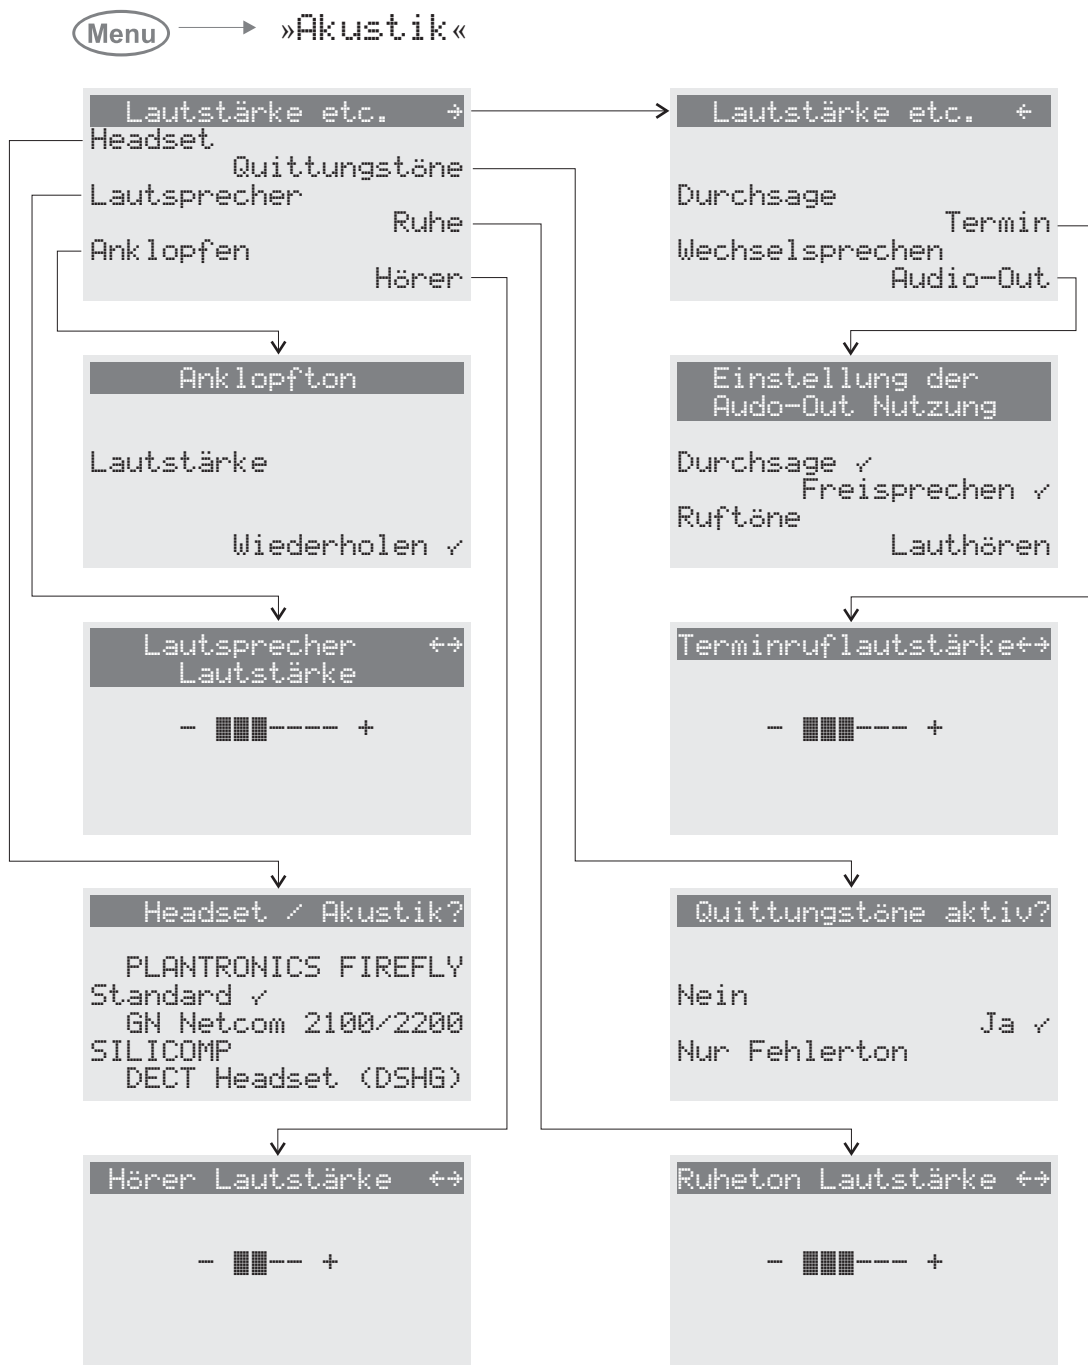 Menu »Akustik«
Lautstärke etc. →
Headset
Quittungstöne
Lautsprecher
Ruhe
Anklopfen
Hörer
Lautstärke etc. ←
Durchsage
Termin
Wechselsprechen
Audio-Out
Anklopfton
Lautstärke
Wiederholen ✓
Einstellung der
Audo-Out Nutzung
Durchsage ✓
Freisprechen ✓
Ruftöne
Lauthören
Lautsprecher ←→
Lautstärke
- ███---- +
Terminruflautstärke←→
- ███--- +
Headset / Akustik?
PLANTRONICS FIREFLY
Standard ✓
GN Netcom 2100/2200
SILICOMP
DECT Headset (DSHG)
Quittungstöne aktiv?
Nein
Ja ✓
Nur Fehlerton
Hörer Lautstärke ←→
- ██-- +
Ruheton Lautstärke ←→
- ███--- +